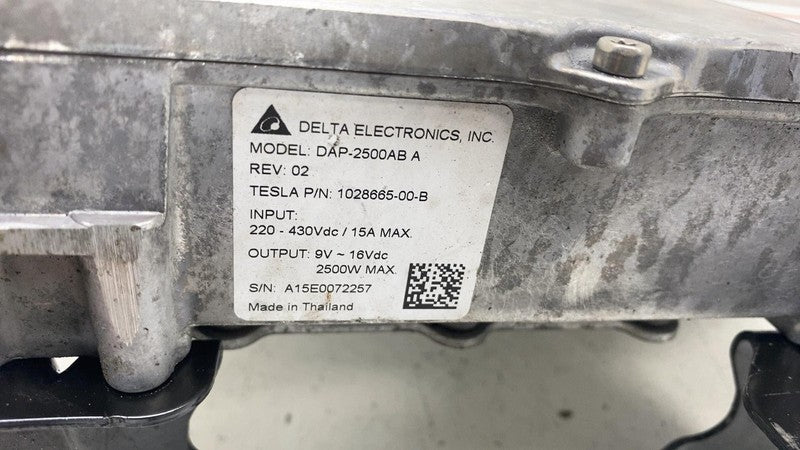 DELTA ELECTRONICS, INC.
MODEL: DAP-2500AB A
REV: 02
TESLA P/N: 1028665-00-B
INPUT:
220 - 430Vdc / 15A MAX.
OUTPUT: 9V ~ 16Vdc
2500W MAX.
S/N: A15E0072257
Made in Thailand